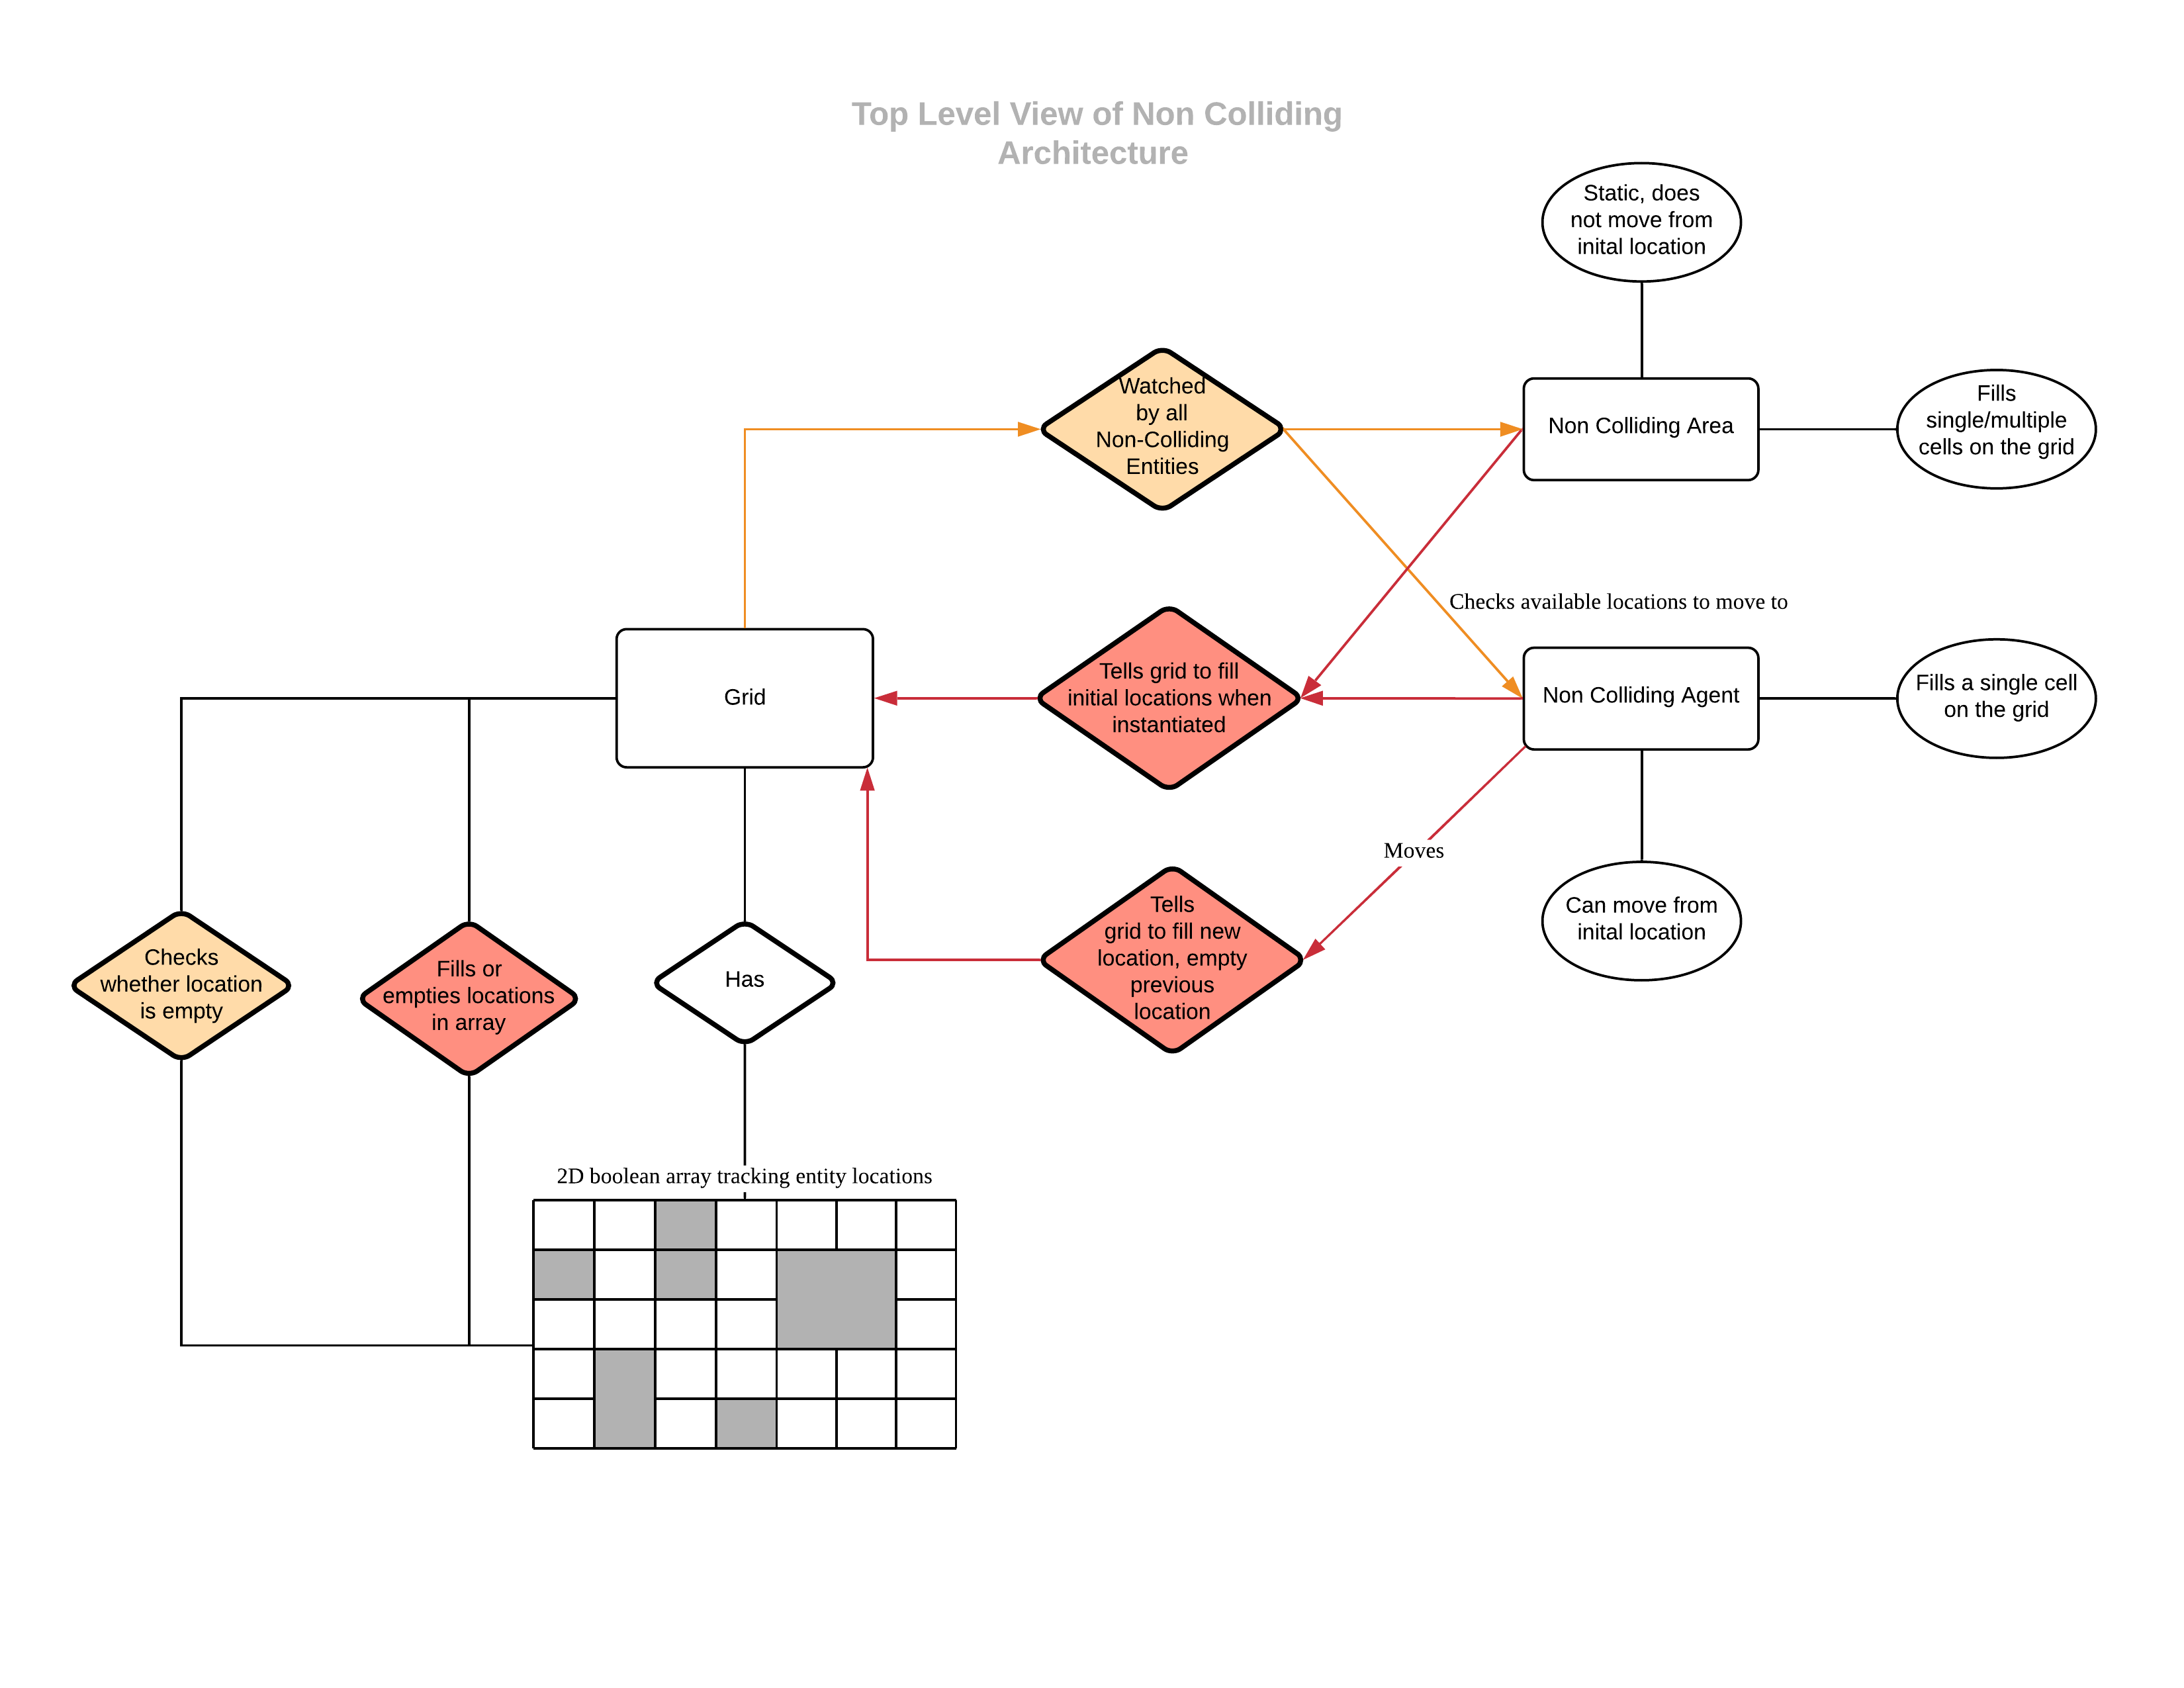 Top Level View of Non Colliding
Architecture
Static, does
not move from
inital location
Watched
by all
Non-Colliding
Entities
Non Colliding Area
Fills
single/multiple
cells on the grid
Checks available locations to move to
Grid
Tells grid to fill
initial locations when
instantiated
Non Colliding Agent
Fills a single cell
on the grid
Moves
Can move from
inital location
Tells
grid to fill new
location, empty
previous
location
Checks
whether location
is empty
Fills or
empties locations
in array
Has
2D boolean array tracking entity locations